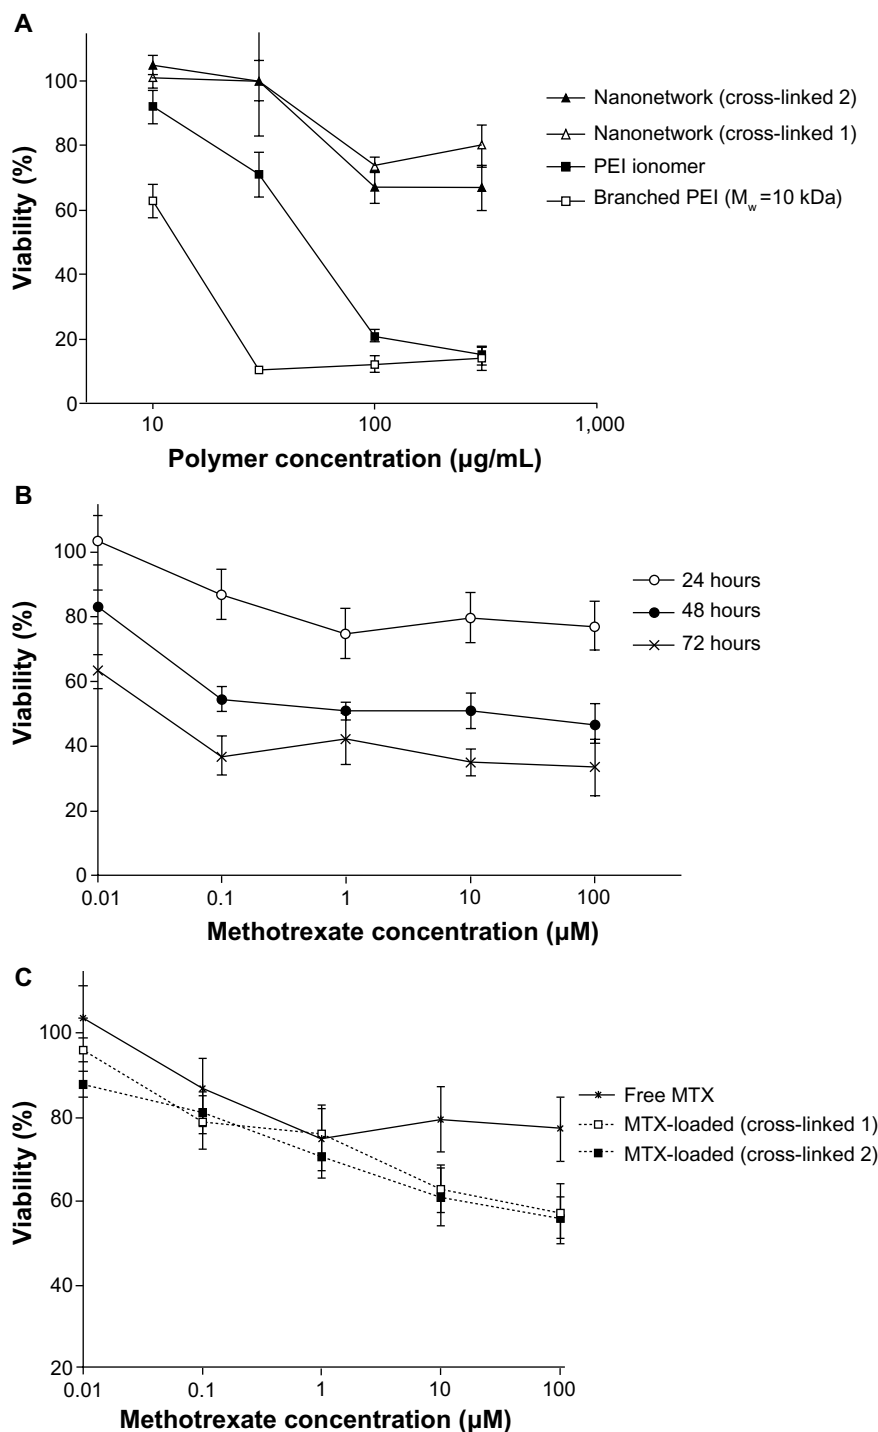 A
Viability (%)
100
80
60
40
20
0
10
100
1,000
Polymer concentration (µg/mL)
Nanonetwork (cross-linked 2)
Nanonetwork (cross-linked 1)
PEI ionomer
Branched PEI (Mw=10 kDa)
B
Viability (%)
100
80
60
40
20
0
0.01
0.1
1
10
100
Methotrexate concentration (µM)
24 hours
48 hours
72 hours
C
Viability (%)
100
80
60
40
20
0.01
0.1
1
10
100
Methotrexate concentration (µM)
Free MTX
MTX-loaded (cross-linked 1)
MTX-loaded (cross-linked 2)